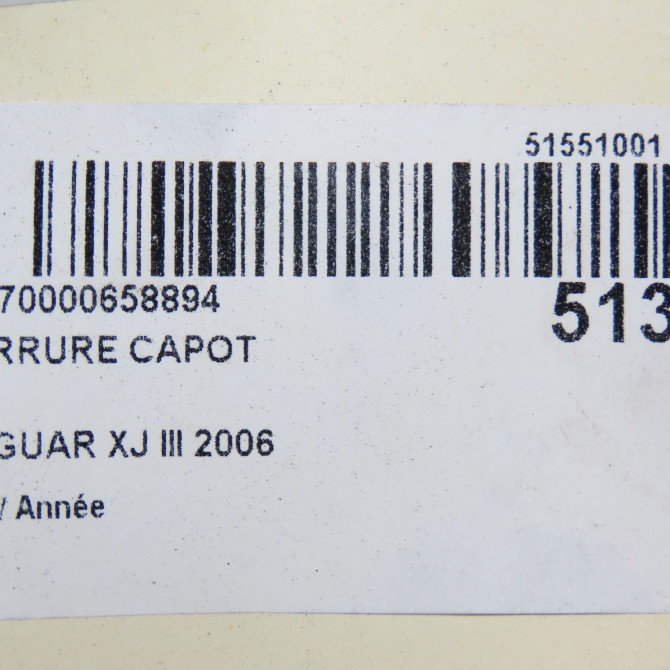 51551001
70000658894
513
RRURE CAPOT
GUAR XJ III 2006
/ Année